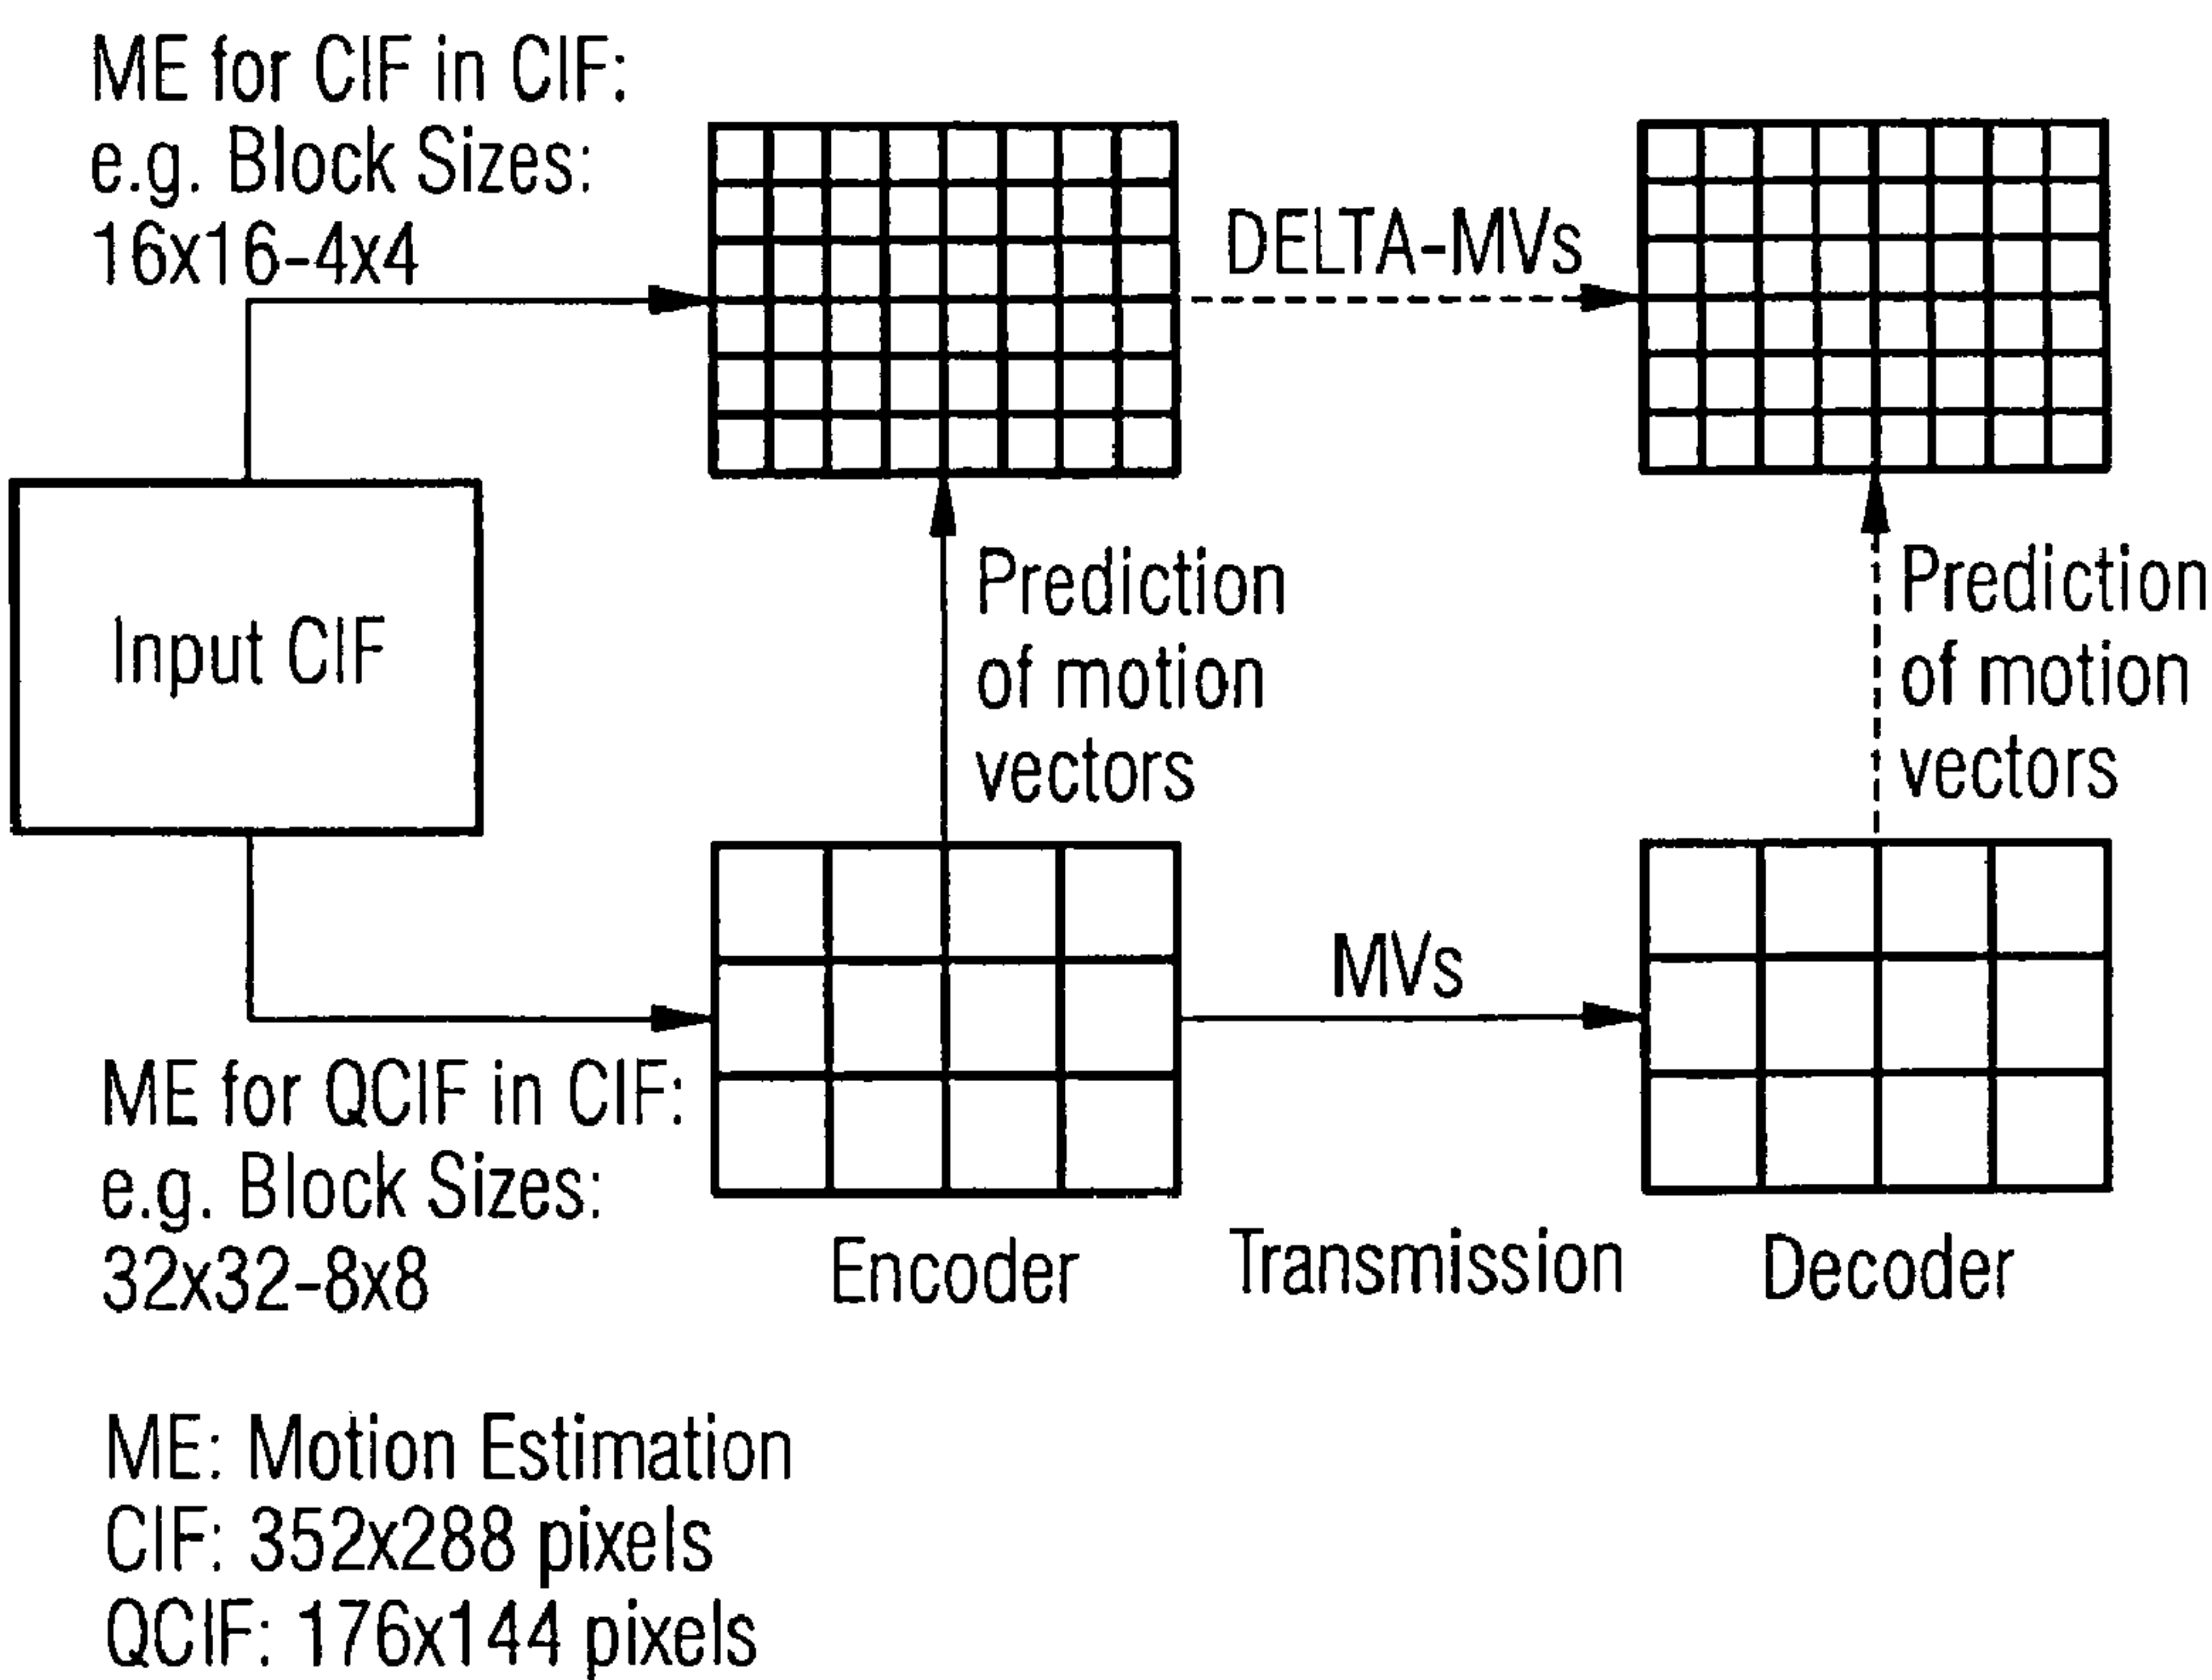 ME for CIF in CIF:
e.g. Block Sizes:
16x16-4x4
DELTA-MVs
Input CIF
Prediction
of motion
vectors
Prediction
of motion
vectors
MVs
ME for QCIF in CIF:
e.g. Block Sizes:
32x32-8x8
Encoder
Transmission
Decoder
ME: Motion Estimation
CIF: 352x288 pixels
QCIF: 176x144 pixels